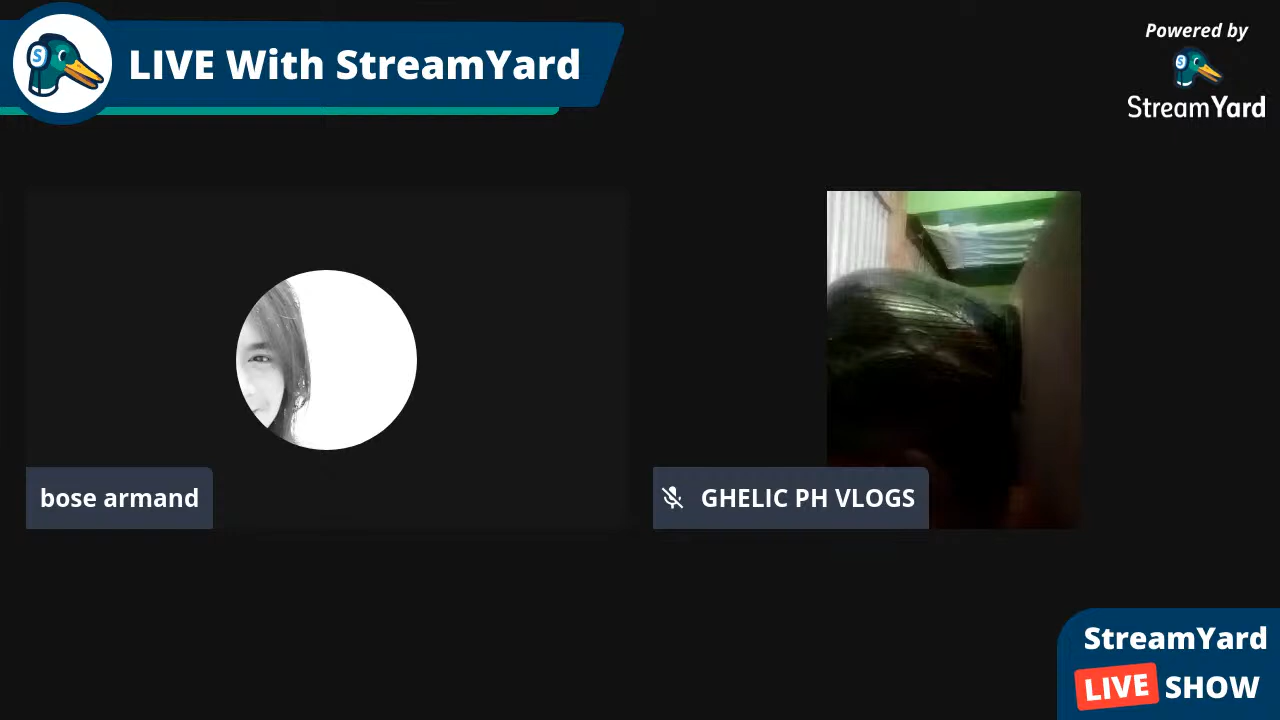 LIVE With StreamYard
Powered by
StreamYard
bose armand
GHELIC PH VLOGS
StreamYard
LIVE SHOW